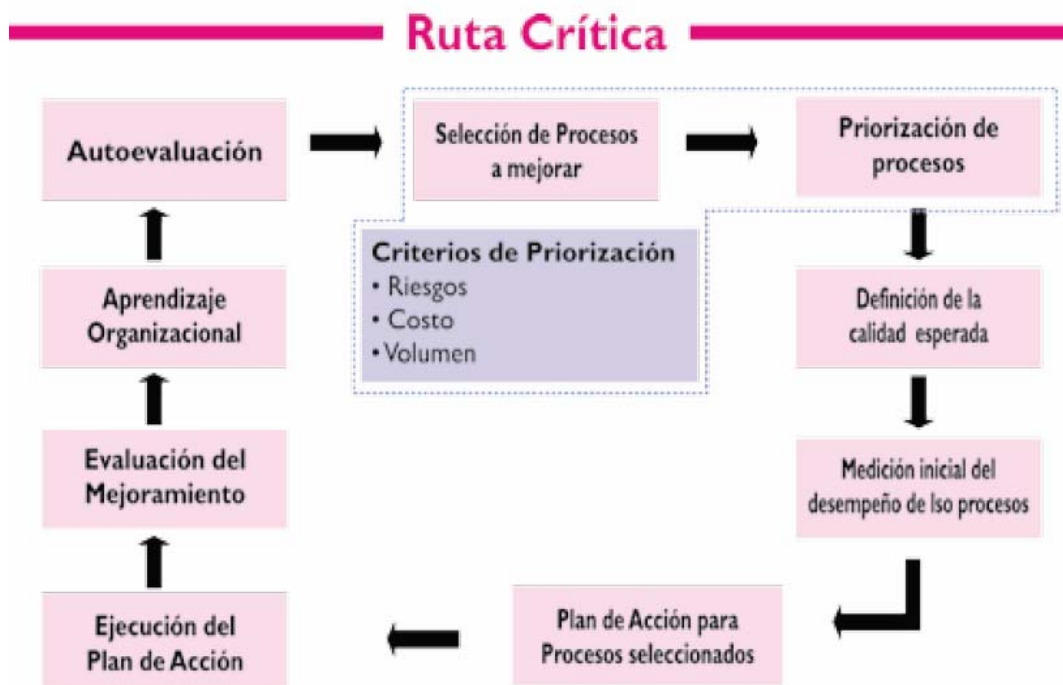 Ruta Crítica
Autoevaluación
Selección de Procesos
a mejorar
Priorización de
procesos
Criterios de Priorización
• Riesgos
• Costo
• Volumen
Definición de la
calidad esperada
Medición inicial del
desempeño de lso procesos
Plan de Acción para
Procesos seleccionados
Ejecución del
Plan de Acción
Evaluación del
Mejoramiento
Aprendizaje
Organizacional